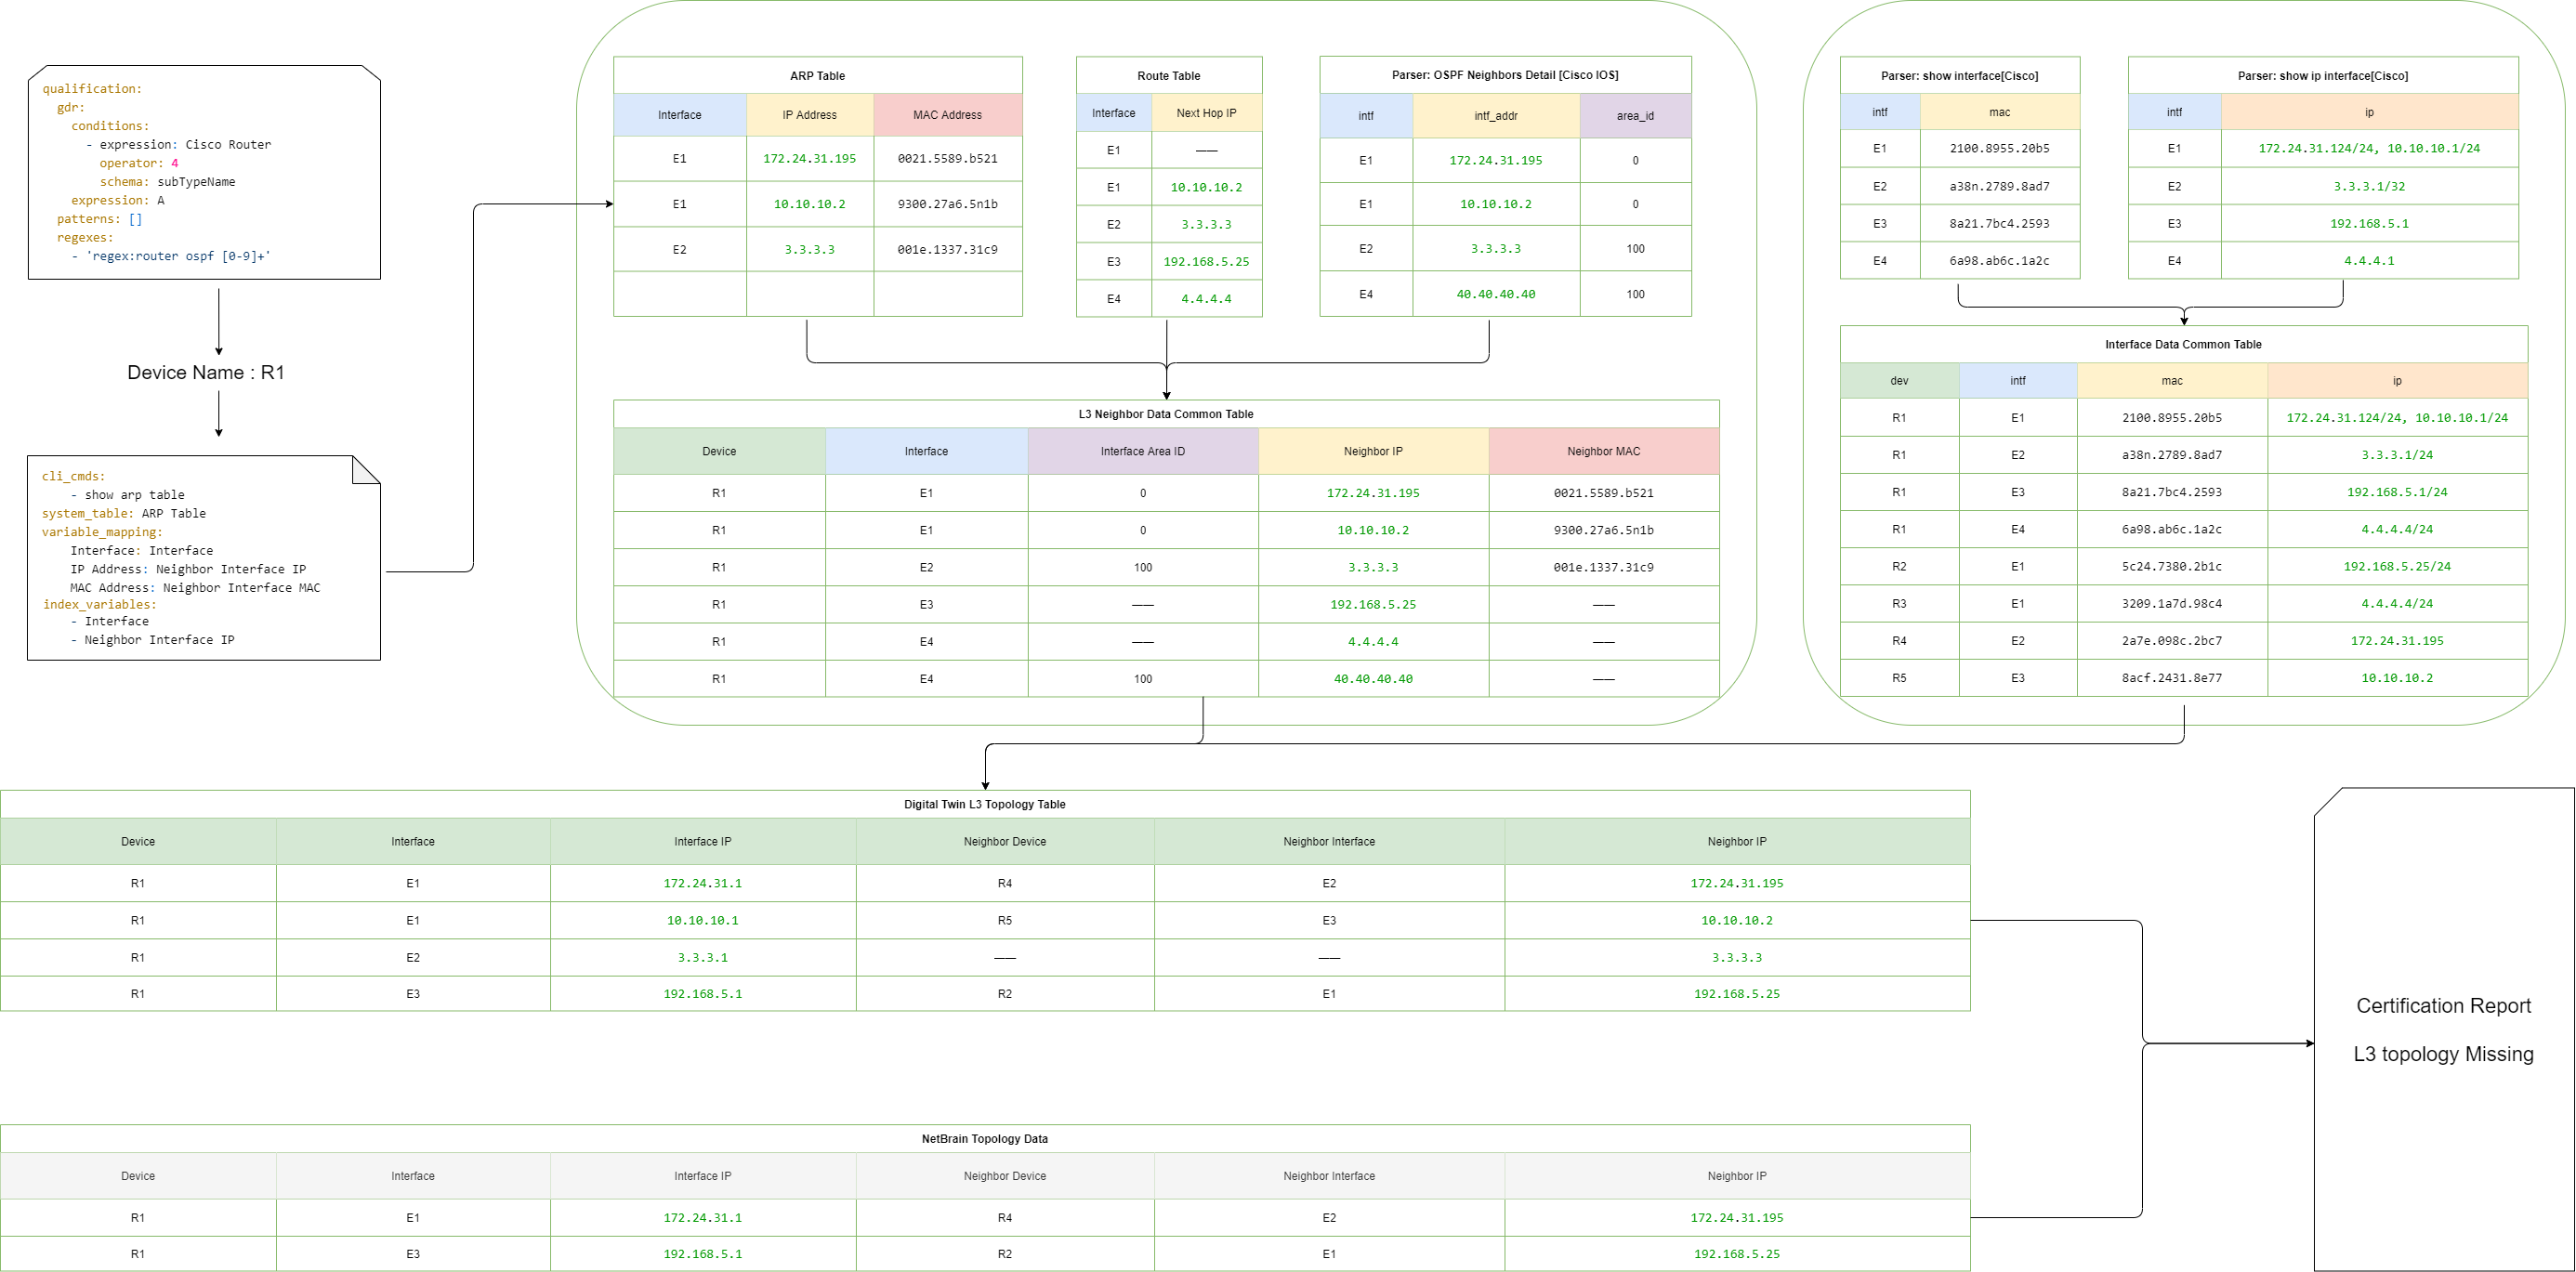 qualification:
gdr:
conditions:
- expression: Cisco Router
operator: 4
schema: subTypeName
expression: A
patterns: []
regexes:
- 'regex:router ospf [0-9]+'
Device Name : R1
cli_cmds:
- show arp table
system_table: ARP Table
variable_mapping:
Interface: Interface
IP Address: Neighbor Interface IP
MAC Address: Neighbor Interface MAC
index_variables:
- Interface
- Neighbor Interface IP
ARP Table
Interface IP Address MAC Address
E1 172.24.31.195 0021.5589.b521
E1 10.10.10.2 9300.27a6.5n1b
E2 3.3.3.3 001e.1337.31c9
Route Table
Interface Next Hop IP
E1 ——
E1 10.10.10.2
E2 3.3.3.3
E3 192.168.5.25
E4 4.4.4.4
Parser: OSPF Neighbors Detail [Cisco IOS]
intf intf_addr area_id
E1 172.24.31.195 0
E1 10.10.10.2 0
E2 3.3.3.3 100
E4 40.40.40.40 100
L3 Neighbor Data Common Table
Device Interface Interface Area ID Neighbor IP Neighbor MAC
R1 E1 0 172.24.31.195 0021.5589.b521
R1 E1 0 10.10.10.2 9300.27a6.5n1b
R1 E2 100 3.3.3.3 001e.1337.31c9
R1 E3 —— 192.168.5.25 ——
R1 E4 —— 4.4.4.4 ——
R1 E4 100 40.40.40.40 ——
Parser: show interface[Cisco]
intf mac
E1 2100.8955.20b5
E2 a38n.2789.8ad7
E3 8a21.7bc4.2593
E4 6a98.ab6c.1a2c
Parser: show ip interface[Cisco]
intf ip
E1 172.24.31.124/24, 10.10.10.1/24
E2 3.3.3.1/32
E3 192.168.5.1
E4 4.4.4.1
Interface Data Common Table
dev intf mac ip
R1 E1 2100.8955.20b5 172.24.31.124/24, 10.10.10.1/24
R1 E2 a38n.2789.8ad7 3.3.3.1/24
R1 E3 8a21.7bc4.2593 192.168.5.1/24
R1 E4 6a98.ab6c.1a2c 4.4.4.4/24
R2 E1 5c24.7380.2b1c 192.168.5.25/24
R3 E1 3209.1a7d.98c4 4.4.4.4/24
R4 E2 2a7e.098c.2bc7 172.24.31.195
R5 E3 8acf.2431.8e77 10.10.10.2
Digital Twin L3 Topology Table
Device Interface Interface IP Neighbor Device Neighbor Interface Neighbor IP
R1 E1 172.24.31.1 R4 E2 172.24.31.195
R1 E1 10.10.10.1 R5 E3 10.10.10.2
R1 E2 3.3.3.1 —— —— 3.3.3.3
R1 E3 192.168.5.1 R2 E1 192.168.5.25
Certification Report
L3 topology Missing
NetBrain Topology Data
Device Interface Interface IP Neighbor Device Neighbor Interface Neighbor IP
R1 E1 172.24.31.1 R4 E2 172.24.31.195
R1 E3 192.168.5.1 R2 E1 192.168.5.25